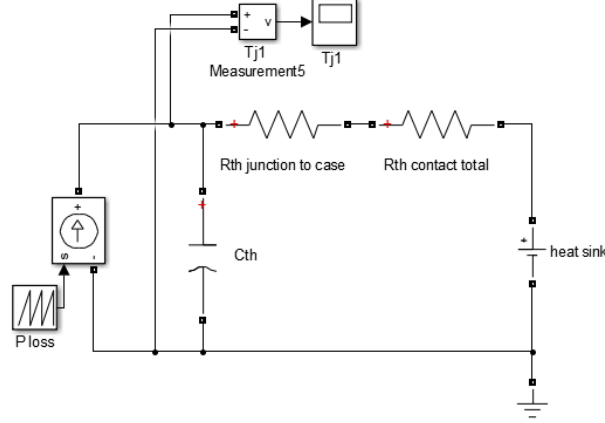 +
-
v
Tj1
Measurement5
Tj1
+
+
Rth junction to case
Rth contact total
+
s
-
+
Cth
+
heat sink
P loss